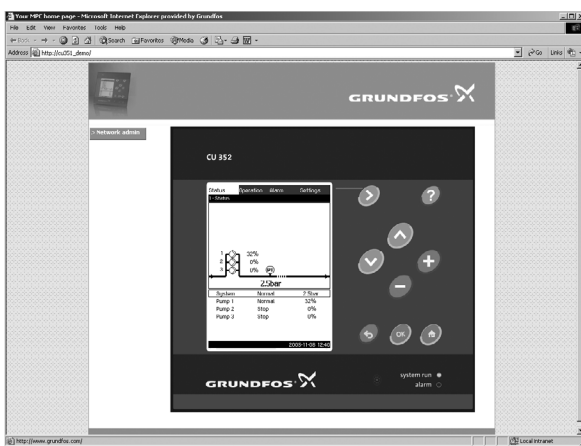 Your MPC home page - Microsoft Internet Explorer provided by Grundfos
File Edit View Favorites Tools Help
Back Search Favorites Media
Address http://cu351_demo/ Go Links
GRUNDFOS
> Network admin
CU 352
Status Operation Alarm Settings
1 - Status
1 32%
2 0%
3 0%
2.5bar
System Normal 2.5bar
Pump 1 Normal 32%
Pump 2 Stop 0%
Pump 3 Stop 0%
12:40
> ?
+
-
OK
GRUNDFOS
system run
alarm
http://www.grundfos.com/ Local intranet